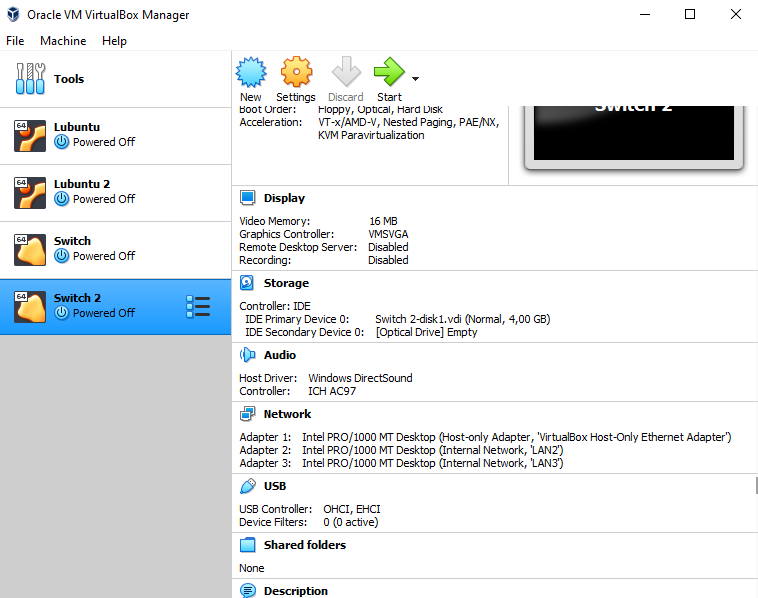 Oracle VM VirtualBox Manager
File Machine Help
Tools
64 Lubuntu
Powered Off
64 Lubuntu 2
Powered Off
64 Switch
Powered Off
64 Switch 2
Powered Off
New Settings Discard Start
Boot Order: Floppy, Optical, Hard Disk
Acceleration: VT-x/AMD-V, Nested Paging, PAE/NX,
KVM Paravirtualization
Switch 2
Display
Video Memory: 16 MB
Graphics Controller: VMSVGA
Remote Desktop Server: Disabled
Recording: Disabled
Storage
Controller: IDE
IDE Primary Device 0: Switch 2-disk1.vdi (Normal, 4,00 GB)
IDE Secondary Device 0: [Optical Drive] Empty
Audio
Host Driver: Windows DirectSound
Controller: ICH AC97
Network
Adapter 1: Intel PRO/1000 MT Desktop (Host-only Adapter, 'VirtualBox Host-Only Ethernet Adapter')
Adapter 2: Intel PRO/1000 MT Desktop (Internal Network, 'LAN2')
Adapter 3: Intel PRO/1000 MT Desktop (Internal Network, 'LAN3')
USB
USB Controller: OHCI, EHCI
Device Filters: 0 (0 active)
Shared folders
None
Description